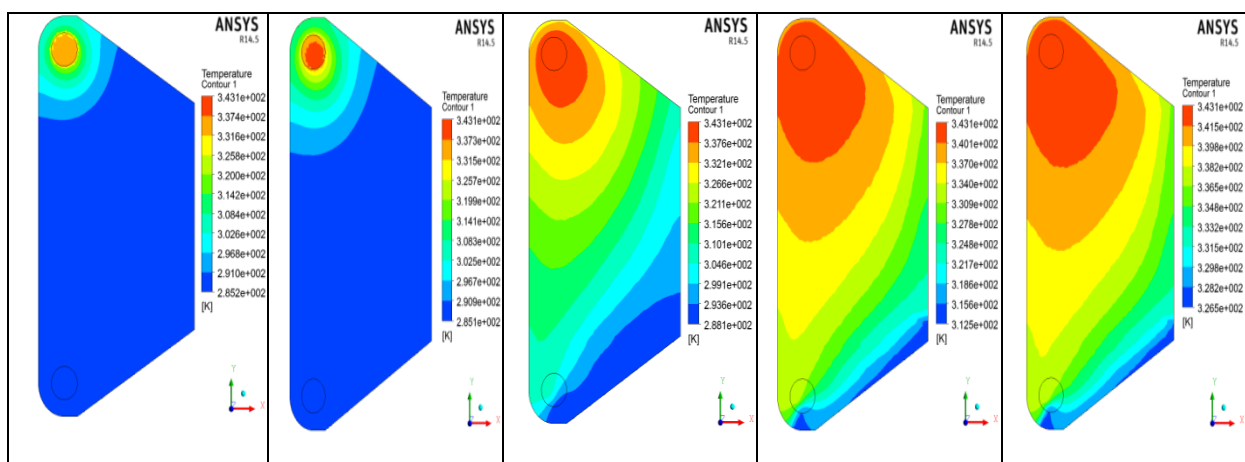 ANSYS
R14.5
Temperature
Contour 1
3.431e+002
3.374e+002
3.316e+002
3.258e+002
3.200e+002
3.142e+002
3.084e+002
3.026e+002
2.968e+002
2.910e+002
2.852e+002
[K]
Y
X
Z
ANSYS
R14.5
Temperature
Contour 1
3.431e+002
3.373e+002
3.315e+002
3.257e+002
3.199e+002
3.141e+002
3.083e+002
3.025e+002
2.967e+002
2.909e+002
2.851e+002
[K]
Y
X
Z
ANSYS
R14.5
Temperature
Contour 1
3.431e+002
3.376e+002
3.321e+002
3.266e+002
3.211e+002
3.156e+002
3.101e+002
3.046e+002
2.991e+002
2.936e+002
2.881e+002
[K]
Y
X
Z
ANSYS
R14.5
Temperature
Contour 1
3.431e+002
3.401e+002
3.370e+002
3.340e+002
3.309e+002
3.278e+002
3.248e+002
3.217e+002
3.186e+002
3.156e+002
3.125e+002
[K]
Y
X
Z
ANSYS
R14.5
Temperature
Contour 1
3.431e+002
3.415e+002
3.398e+002
3.382e+002
3.365e+002
3.348e+002
3.332e+002
3.315e+002
3.298e+002
3.282e+002
3.265e+002
[K]
Y
X
Z